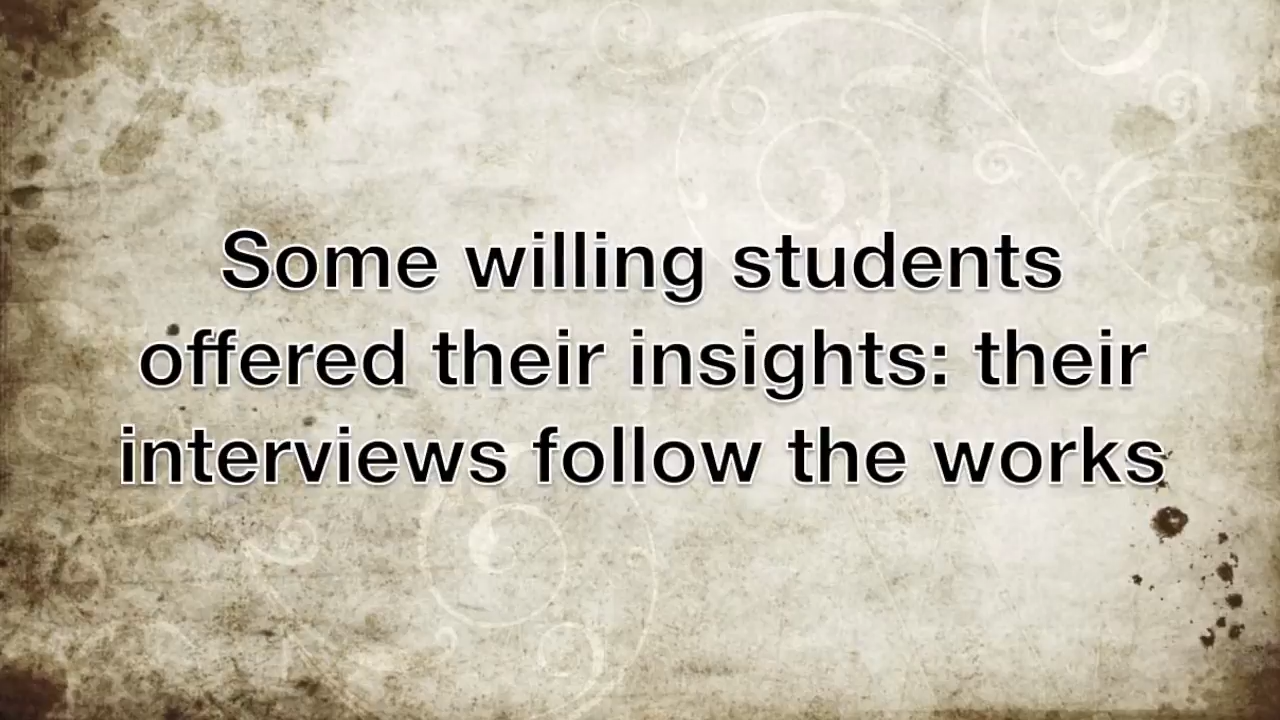 Some willing students
offered their insights: their
interviews follow the works